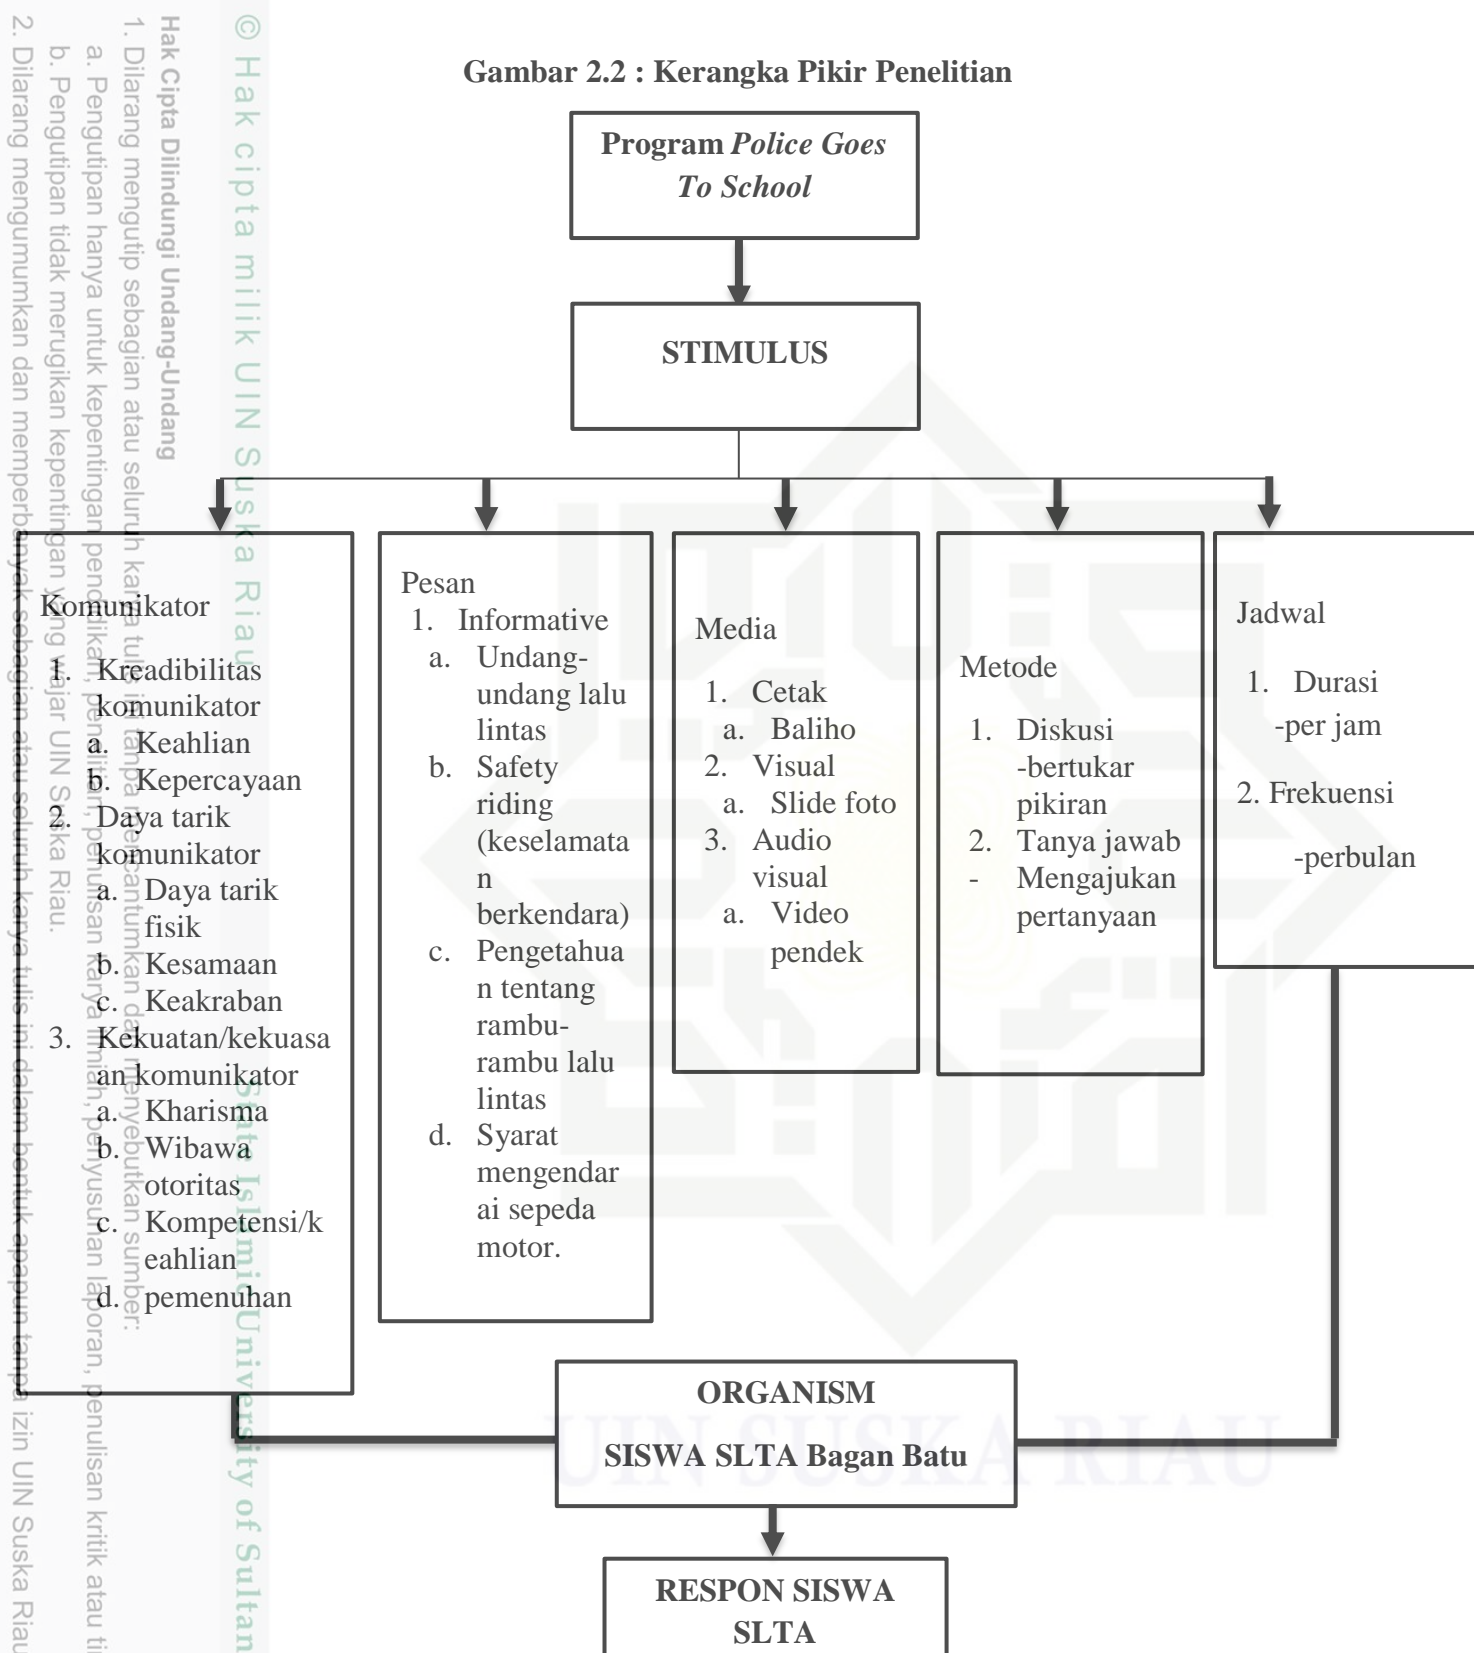 Gambar 2.2 : Kerangka Pikir Penelitian
Program Police Goes
To School
STIMULUS
Komunikator
1. Kreadibilitas
komunikator
a. Keahlian
b. Kepercayaan
2. Daya tarik
komunikator
a. Daya tarik
fisik
b. Kesamaan
c. Keakraban
3. Kekuatan/kekuasa
an komunikator
a. Kharisma
b. Wibawa
otoritas
c. Kompetensi/k
eahlian
d. pemenuhan
Pesan
1. Informative
a. Undang-
undang lalu
lintas
b. Safety
riding
(keselamata
n
berkendara)
c. Pengetahua
n tentang
rambu-
rambu lalu
lintas
d. Syarat
mengendar
ai sepeda
motor.
Media
1. Cetak
a. Baliho
2. Visual
a. Slide foto
3. Audio
visual
a. Video
pendek
Metode
1. Diskusi
-bertukar
pikiran
2. Tanya jawab
- Mengajukan
pertanyaan
Jadwal
1. Durasi
-per jam
2. Frekuensi
-perbulan
ORGANISM
SISWA SLTA Bagan Batu
RESPON SISWA
SLTA
© Hak cipta milik UIN Suska Riau
State Islamic University of Sultan
Hak Cipta Dilindungi Undang-Undang
1. Dilarang mengutip sebagian atau seluruh karya tulis ini tanpa mencantumkan dan menyebutkan sumber:
a. Pengutipan hanya untuk kepentingan pendidikan, penelitian, penulisan karya ilmiah, penyusunan laporan, penulisan kritik atau
b. Pengutipan tidak merugikan kepentingan yang wajar UIN Suska Riau.
2. Dilarang mengumumkan dan memperbanyak sebagian atau seluruh karya tulis ini dalam bentuk apapun tanpa izin UIN Suska Riau
UIN SUSKA RIAU